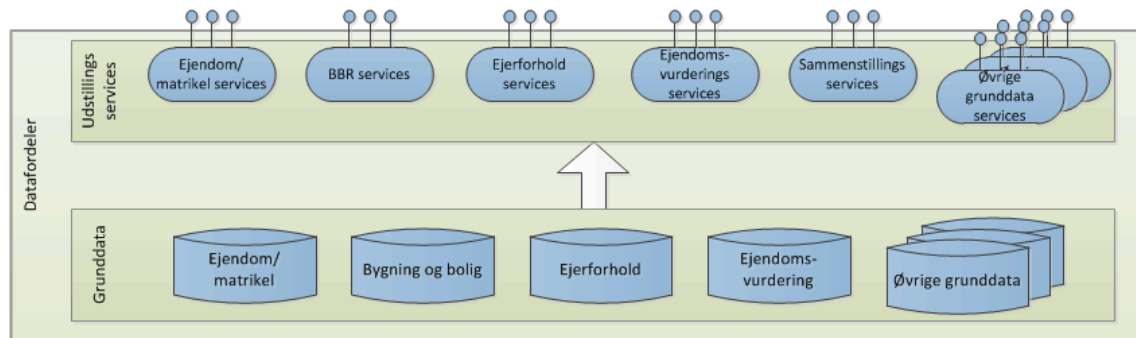 Datafordeler
Udstillings
services
Ejendom/
matrikel services
BBR services
Ejerforhold
services
Ejendoms-
vurderings
services
Sammenstillings
services
Øvrige
grunddata
services
Grunddata
Ejendom/
matrikel
Bygning og bolig
Ejerforhold
Ejendoms-
vurdering
Øvrige grunddata